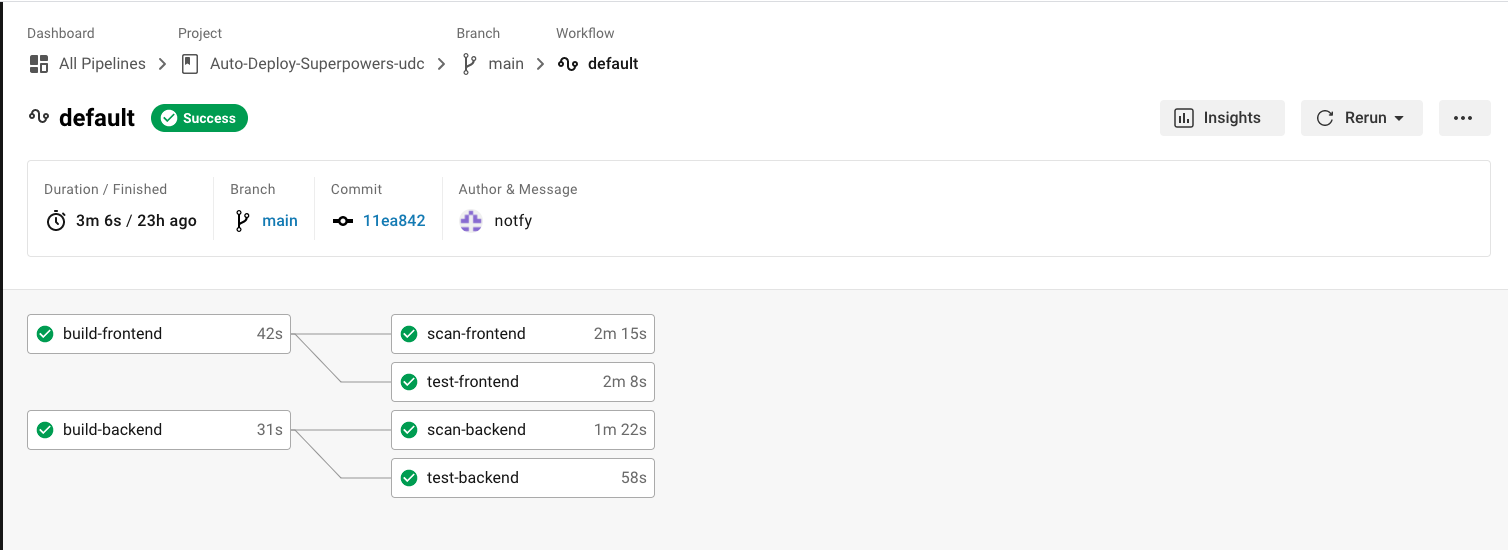 Dashboard Project Branch Workflow
All Pipelines Auto-Deploy-Superpowers-udc main default
default Success Insights Rerun
Duration / Finished Branch Commit Author & Message
3m 6s / 23h ago main 11ea842 notfy
build-frontend 42s scan-frontend 2m 15s
test-frontend 2m 8s
build-backend 31s scan-backend 1m 22s
test-backend 58s